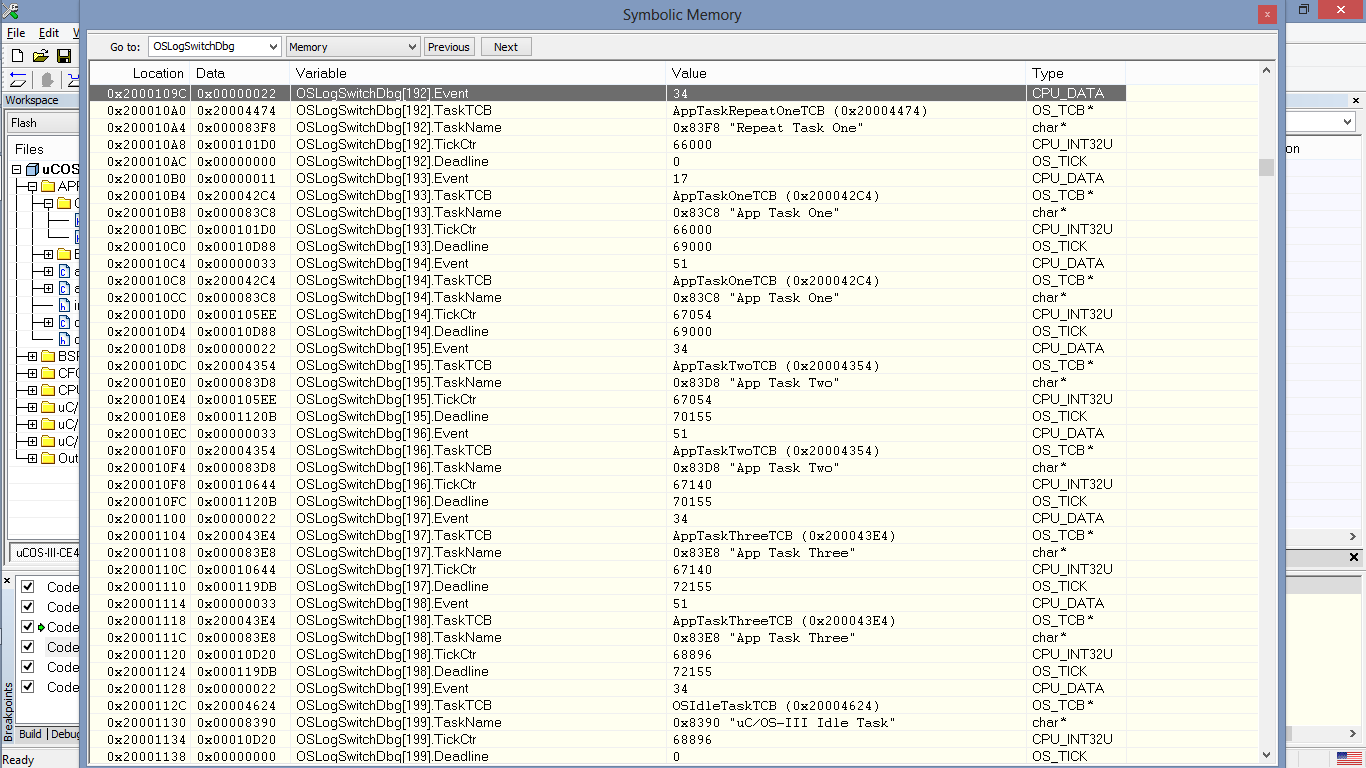 Symbolic Memory
File Edit
Go to: OSLogSwitchDbg Memory Previous Next
Workspace
Flash
Files
uCOS
BSP
Out
uCOS-III-CE4
Code
Code
Code
Code
Code
Code
Breakpoints
Build Debug
Ready
Location Data Variable Value Type
0x2000109C 0x00000022 OSLogSwitchDbg[192].Event 34 CPU_DATA
0x200010A0 0x20004474 OSLogSwitchDbg[192].TaskTCB AppTaskRepeatOneTCB (0x20004474) OS_TCB*
0x200010A4 0x000083F8 OSLogSwitchDbg[192].TaskName 0x83F8 "Repeat Task One" char*
0x200010A8 0x000101D0 OSLogSwitchDbg[192].TickCtr 66000 CPU_INT32U
0x200010AC 0x00000000 OSLogSwitchDbg[192].Deadline 0 OS_TICK
0x200010B0 0x00000011 OSLogSwitchDbg[193].Event 17 CPU_DATA
0x200010B4 0x200042C4 OSLogSwitchDbg[193].TaskTCB AppTaskOneTCB (0x200042C4) OS_TCB*
0x200010B8 0x000083C8 OSLogSwitchDbg[193].TaskName 0x83C8 "App Task One" char*
0x200010BC 0x000101D0 OSLogSwitchDbg[193].TickCtr 66000 CPU_INT32U
0x200010C0 0x00010D88 OSLogSwitchDbg[193].Deadline 69000 OS_TICK
0x200010C4 0x00000033 OSLogSwitchDbg[194].Event 51 CPU_DATA
0x200010C8 0x200042C4 OSLogSwitchDbg[194].TaskTCB AppTaskOneTCB (0x200042C4) OS_TCB*
0x200010CC 0x000083C8 OSLogSwitchDbg[194].TaskName 0x83C8 "App Task One" char*
0x200010D0 0x000105EE OSLogSwitchDbg[194].TickCtr 67054 CPU_INT32U
0x200010D4 0x00010D88 OSLogSwitchDbg[194].Deadline 69000 OS_TICK
0x200010D8 0x00000022 OSLogSwitchDbg[195].Event 34 CPU_DATA
0x200010DC 0x20004354 OSLogSwitchDbg[195].TaskTCB AppTaskTwoTCB (0x20004354) OS_TCB*
0x200010E0 0x000083D8 OSLogSwitchDbg[195].TaskName 0x83D8 "App Task Two" char*
0x200010E4 0x000105EE OSLogSwitchDbg[195].TickCtr 67054 CPU_INT32U
0x200010E8 0x0001120B OSLogSwitchDbg[195].Deadline 70155 OS_TICK
0x200010EC 0x00000033 OSLogSwitchDbg[196].Event 51 CPU_DATA
0x200010F0 0x20004354 OSLogSwitchDbg[196].TaskTCB AppTaskTwoTCB (0x20004354) OS_TCB*
0x200010F4 0x000083D8 OSLogSwitchDbg[196].TaskName 0x83D8 "App Task Two" char*
0x200010F8 0x00010644 OSLogSwitchDbg[196].TickCtr 67140 CPU_INT32U
0x200010FC 0x0001120B OSLogSwitchDbg[196].Deadline 70155 OS_TICK
0x20001100 0x00000022 OSLogSwitchDbg[197].Event 34 CPU_DATA
0x20001104 0x200043E4 OSLogSwitchDbg[197].TaskTCB AppTaskThreeTCB (0x200043E4) OS_TCB*
0x20001108 0x000083E8 OSLogSwitchDbg[197].TaskName 0x83E8 "App Task Three" char*
0x2000110C 0x00010644 OSLogSwitchDbg[197].TickCtr 67140 CPU_INT32U
0x20001110 0x000119DB OSLogSwitchDbg[197].Deadline 72155 OS_TICK
0x20001114 0x00000033 OSLogSwitchDbg[198].Event 51 CPU_DATA
0x20001118 0x200043E4 OSLogSwitchDbg[198].TaskTCB AppTaskThreeTCB (0x200043E4) OS_TCB*
0x2000111C 0x000083E8 OSLogSwitchDbg[198].TaskName 0x83E8 "App Task Three" char*
0x20001120 0x00010D20 OSLogSwitchDbg[198].TickCtr 68896 CPU_INT32U
0x20001124 0x000119DB OSLogSwitchDbg[198].Deadline 72155 OS_TICK
0x20001128 0x00000022 OSLogSwitchDbg[199].Event 34 CPU_DATA
0x2000112C 0x20004624 OSLogSwitchDbg[199].TaskTCB OSIdleTaskTCB (0x20004624) OS_TCB*
0x20001130 0x00008390 OSLogSwitchDbg[199].TaskName 0x8390 "uC/OS-III Idle Task" char*
0x20001134 0x00010D20 OSLogSwitchDbg[199].TickCtr 68896 CPU_INT32U
0x20001138 0x00000000 OSLogSwitchDbg[199].Deadline 0 OS_TICK